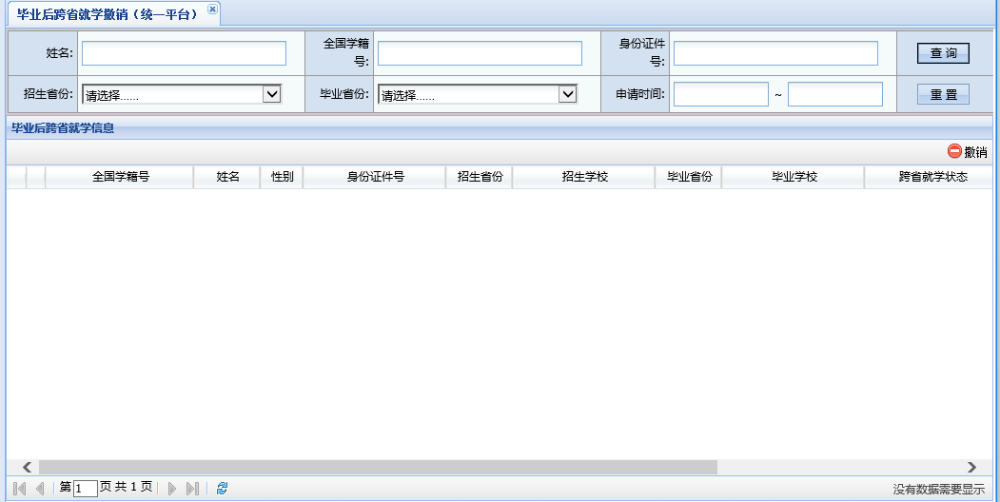 毕业后跨省就学撤销（统一平台）
姓名:
全国学籍号:
身份证件号:
查 询
招生省份:
请选择......
毕业省份:
请选择......
申请时间:
~
重 置
毕业后跨省就学信息
撤销
全国学籍号 姓名 性别 身份证件号 招生省份 招生学校 毕业省份 毕业学校 跨省就学状态
第 1 页 共 1 页
没有数据需要显示